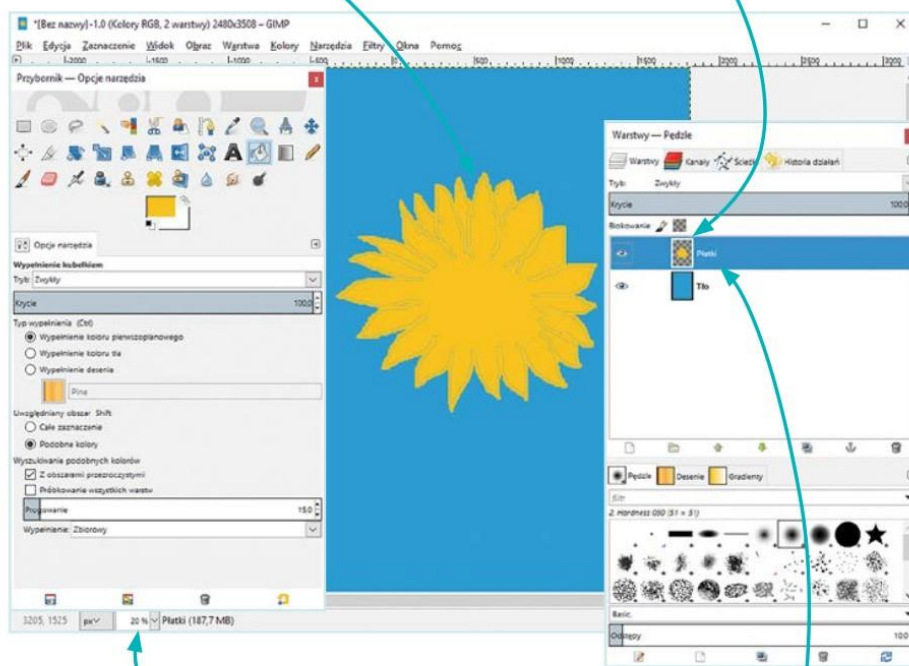 *[Bez nazwy]-1.0 (Kolory RGB, 2 warstwy) 2480x3508 – GIMP
Plik Edycja Zaznaczenie Widok Obraz Warstwa Kolory Narzędzia Filtry Okna Pomoc
Przybornik — Opcje narzędzia
Opcje narzędzia
Wypełnienie kubełkiem
Tryb: Zwykły
Krycie 100,0
Typ wypełnienia (Ctrl)
Wypełnienie koloru pierwszoplanowego
Wypełnienie koloru tła
Wypełnienie desenia
Pine
Uwzględniany obszar Shift
Całe zaznaczenie
Podobne kolory
Wyszukiwanie podobnych kolorów
Z obszarami przezroczystymi
Próbkowanie wszystkich warstw
Progowanie 15,0
Wypełnienie: Zbiorowy
3205, 1525 px 20 % Płatki (187,7 MB)
Warstwy — Pędzle
Warstwy Kanały Ścieżki Historia działań
Tryb: Zwykły
Krycie 100,0
Blokowanie
Płatki
Tło
Pędzle Desenie Gradienty
2. Hardness 050 (51 × 51)
Basic,
Odstępy 10,0